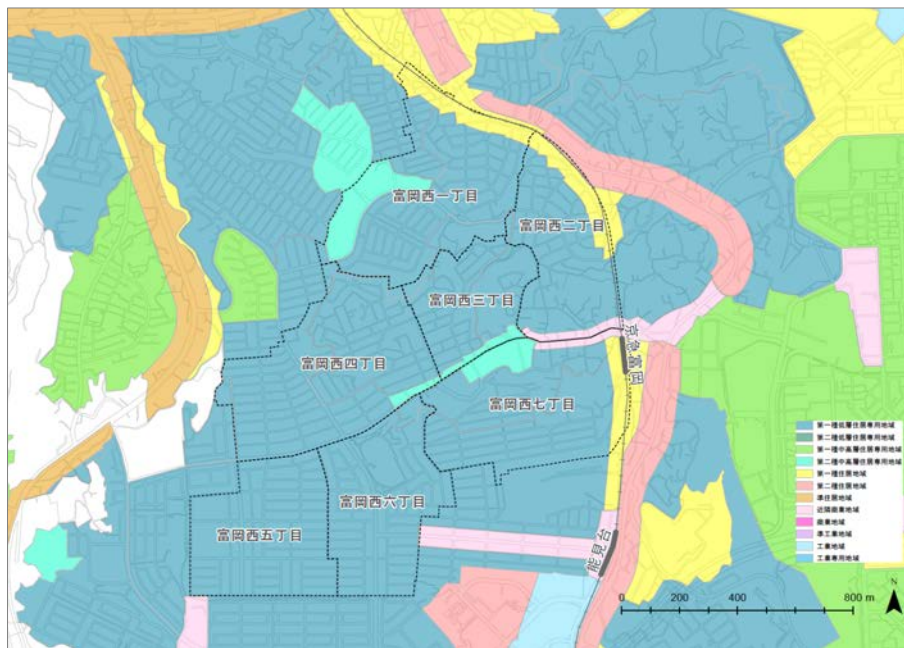 富岡西一丁目
富岡西二丁目
富岡西三丁目
富岡西四丁目
京急富岡
富岡西七丁目
富岡西六丁目
富岡西五丁目
能見台
第一種低層住居専用地域
第二種低層住居専用地域
第一種中高層住居専用地域
第二種中高層住居専用地域
第一種住居地域
第二種住居地域
準住居地域
近隣商業地域
商業地域
準工業地域
工業地域
工業専用地域
N
0 200 400 800 m